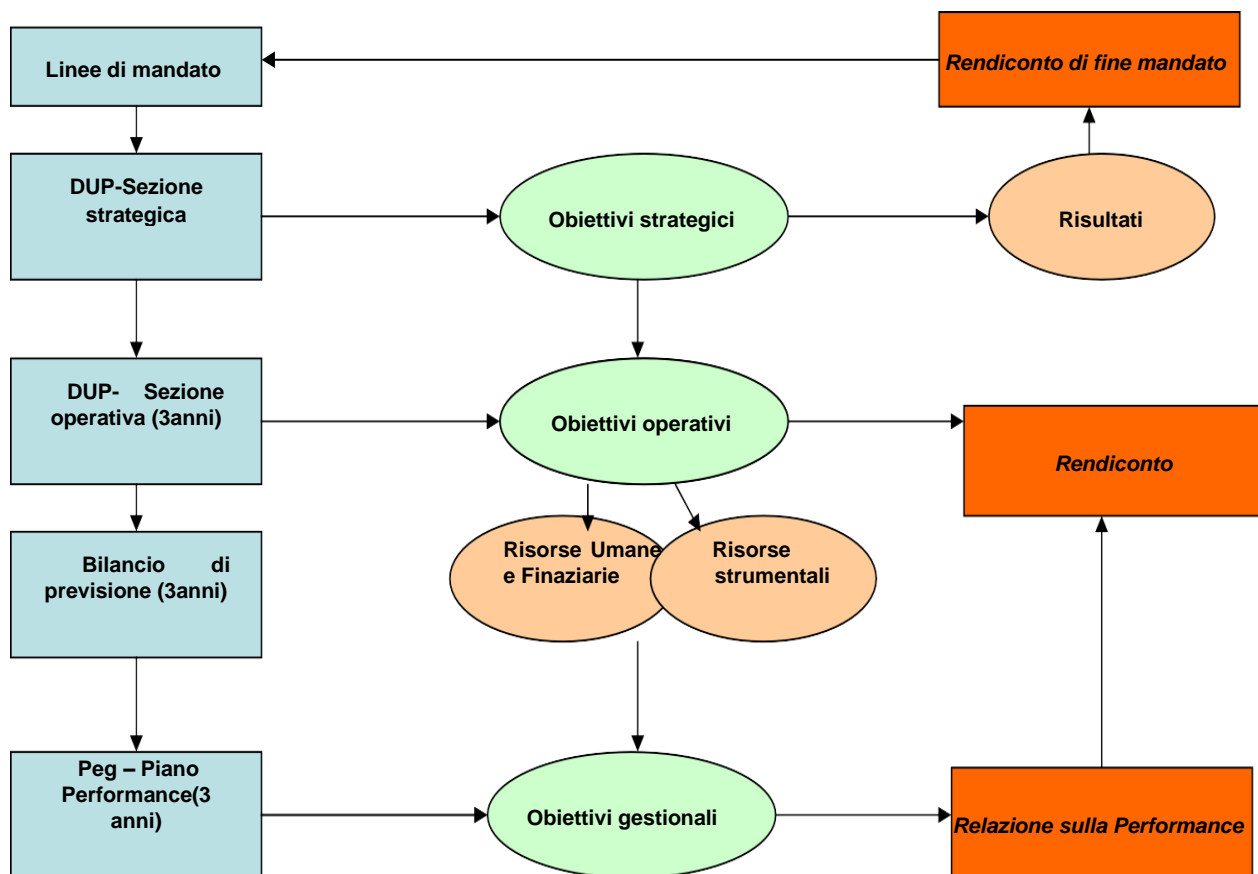 Linee di mandato
Rendiconto di fine mandato
DUP-Sezione
strategica
Obiettivi strategici
Risultati
DUP- Sezione
operativa (3anni)
Obiettivi operativi
Rendiconto
Bilancio di
previsione (3anni)
Risorse Umane
e Finaziarie
Risorse
strumentali
Peg – Piano
Performance(3
anni)
Obiettivi gestionali
Relazione sulla Performance